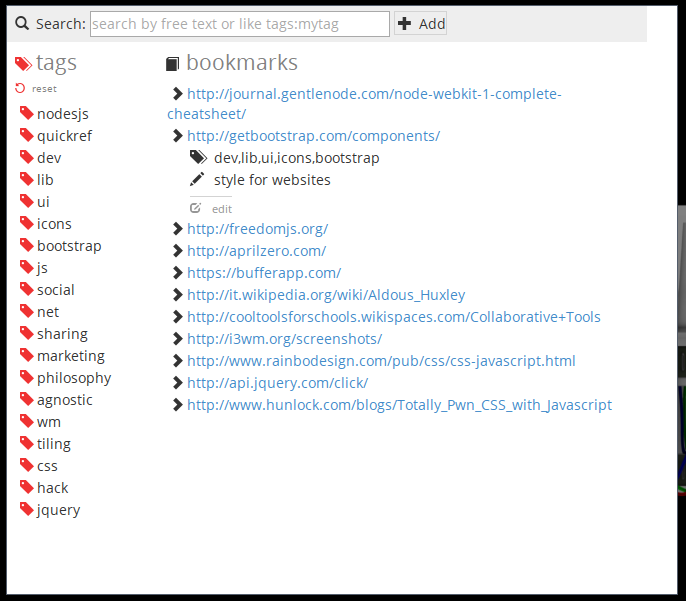 Search: search by free text or like tags:mytag Add
tags
reset
nodesjs
quickref
dev
lib
ui
icons
bootstrap
js
social
net
sharing
marketing
philosophy
agnostic
wm
tiling
css
hack
jquery
bookmarks
http://journal.gentlenode.com/node-webkit-1-complete-
cheatsheet/
http://getbootstrap.com/components/
dev,lib,ui,icons,bootstrap
style for websites
edit
http://freedomjs.org/
http://aprilzero.com/
https://bufferapp.com/
http://it.wikipedia.org/wiki/Aldous_Huxley
http://cooltoolsforschools.wikispaces.com/Collaborative+Tools
http://i3wm.org/screenshots/
http://www.rainbodesign.com/pub/css/css-javascript.html
http://api.jquery.com/click/
http://www.hunlock.com/blogs/Totally_Pwn_CSS_with_Javascript